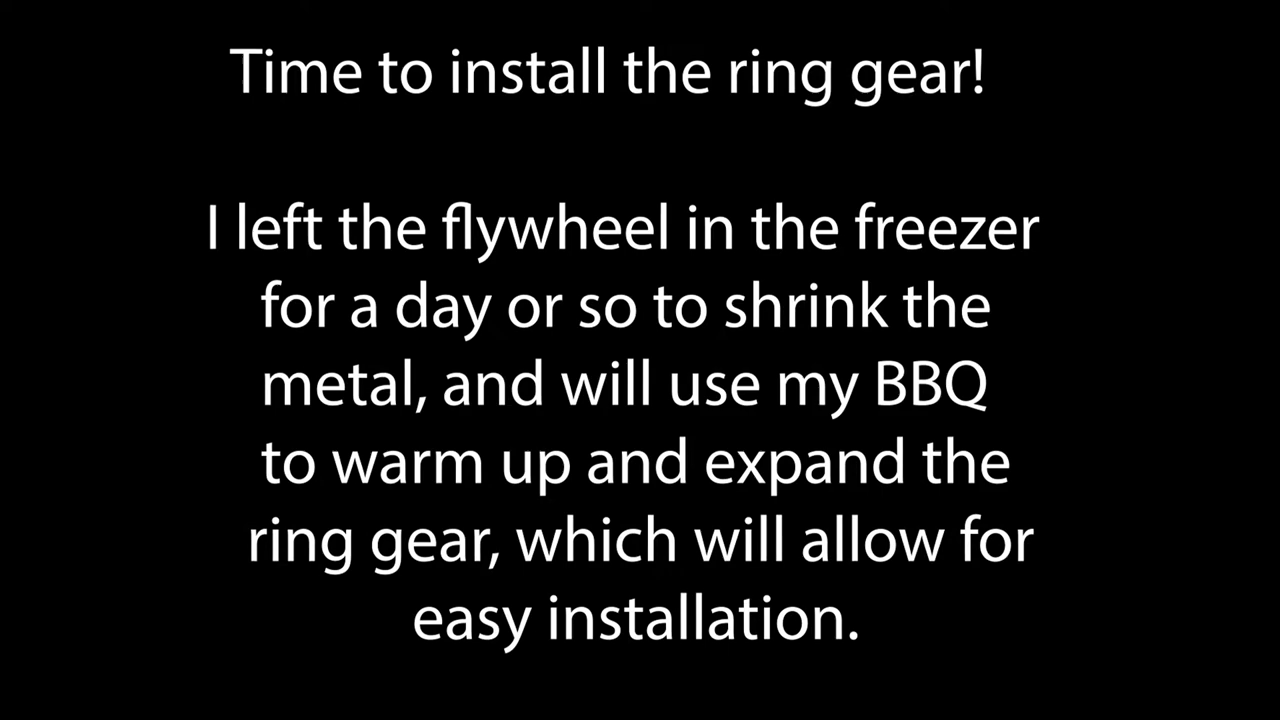 Time to install the ring gear!
I left the flywheel in the freezer
for a day or so to shrink the
metal, and will use my BBQ
to warm up and expand the
ring gear, which will allow for
easy installation.